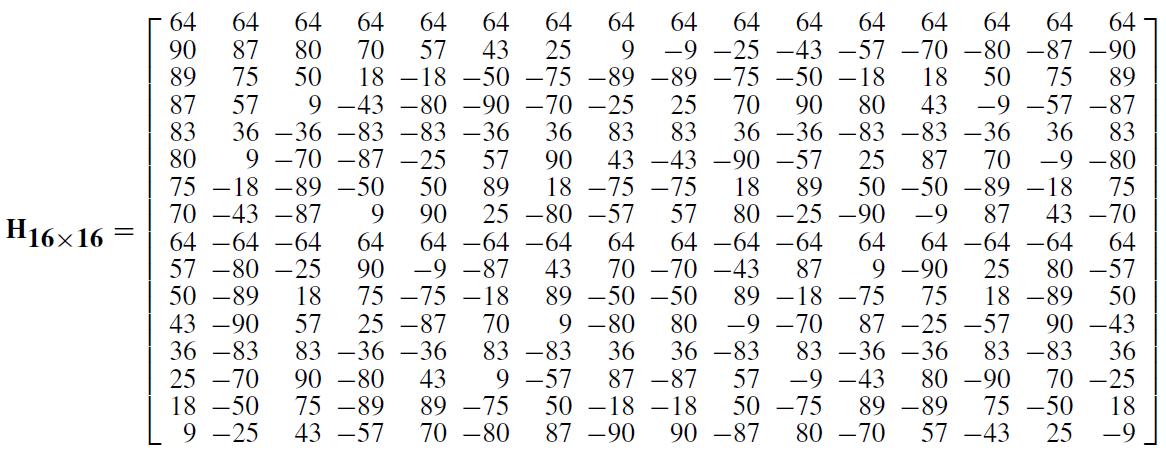 64 64 64 64 64 64 64 64 64 64 64 64 64 64 64 64
90 87 80 70 57 43 25 9 −9 −25 −43 −57 −70 −80 −87 −90
89 75 50 18 −18 −50 −75 −89 −89 −75 −50 −18 18 50 75 89
87 57 9 −43 −80 −90 −70 −25 25 70 90 80 43 −9 −57 −87
83 36 −36 −83 −83 −36 36 83 83 36 −36 −83 −83 −36 36 83
80 9 −70 −87 −25 57 90 43 −43 −90 −57 25 87 70 −9 −80
75 −18 −89 −50 50 89 18 −75 −75 18 89 50 −50 −89 −18 75
H16×16 = 70 −43 −87 9 90 25 −80 −57 57 80 −25 −90 −9 87 43 −70
64 −64 −64 64 64 −64 −64 64 64 −64 −64 64 64 −64 −64 64
57 −80 −25 90 −9 −87 43 70 −70 −43 87 9 −90 25 80 −57
50 −89 18 75 −75 −18 89 −50 −50 89 −18 −75 75 18 −89 50
43 −90 57 25 −87 70 9 −80 80 −9 −70 87 −25 −57 90 −43
36 −83 83 −36 −36 83 −83 36 36 −83 83 −36 −36 83 −83 36
25 −70 90 −80 43 9 −57 87 −87 57 −9 −43 80 −90 70 −25
18 −50 75 −89 89 −75 50 −18 −18 50 −75 89 −89 75 −50 18
9 −25 43 −57 70 −80 87 −90 90 −87 80 −70 57 −43 25 −9